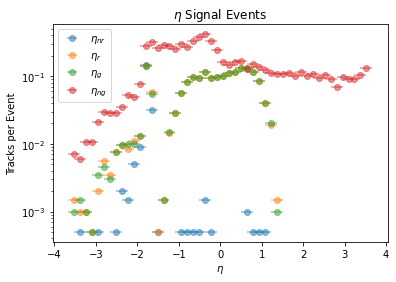 η Signal Events
η_nr
η_r
η_g
η_ng
Tracks per Event
10⁻¹
10⁻²
10⁻³
−4 −3 −2 −1 0 1 2 3 4
η